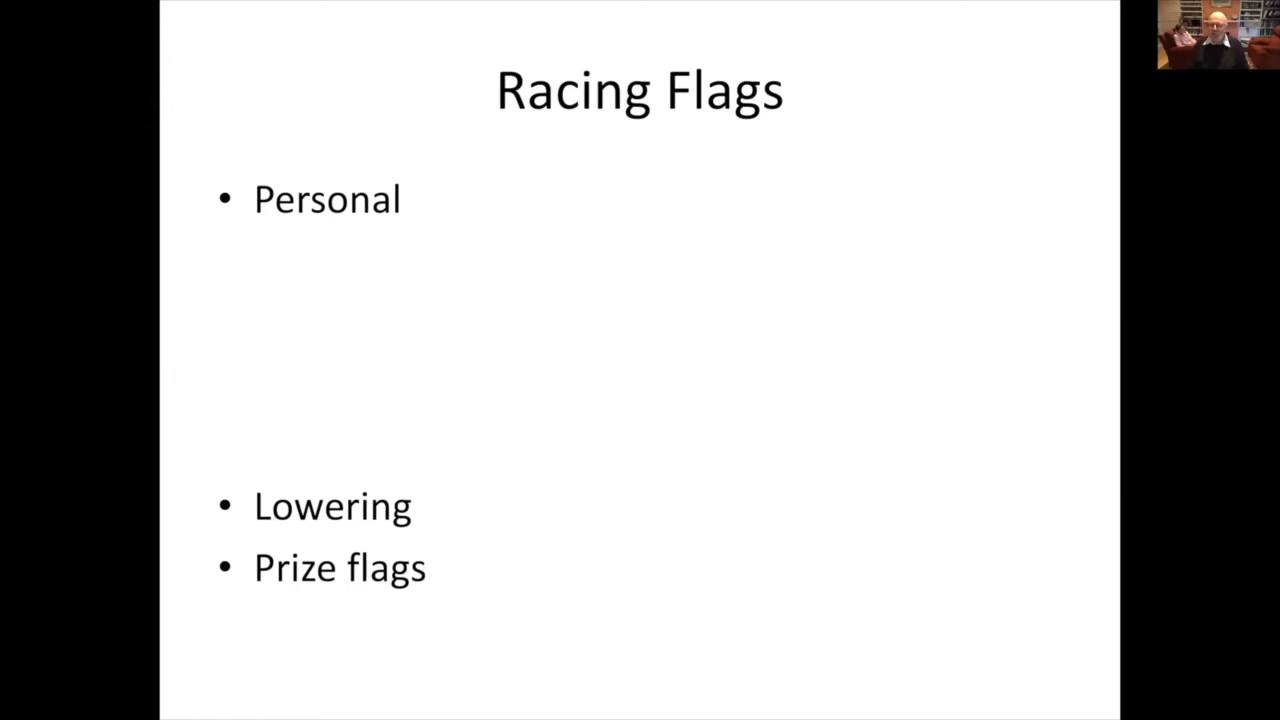 Racing Flags
• Personal
• Lowering
• Prize flags